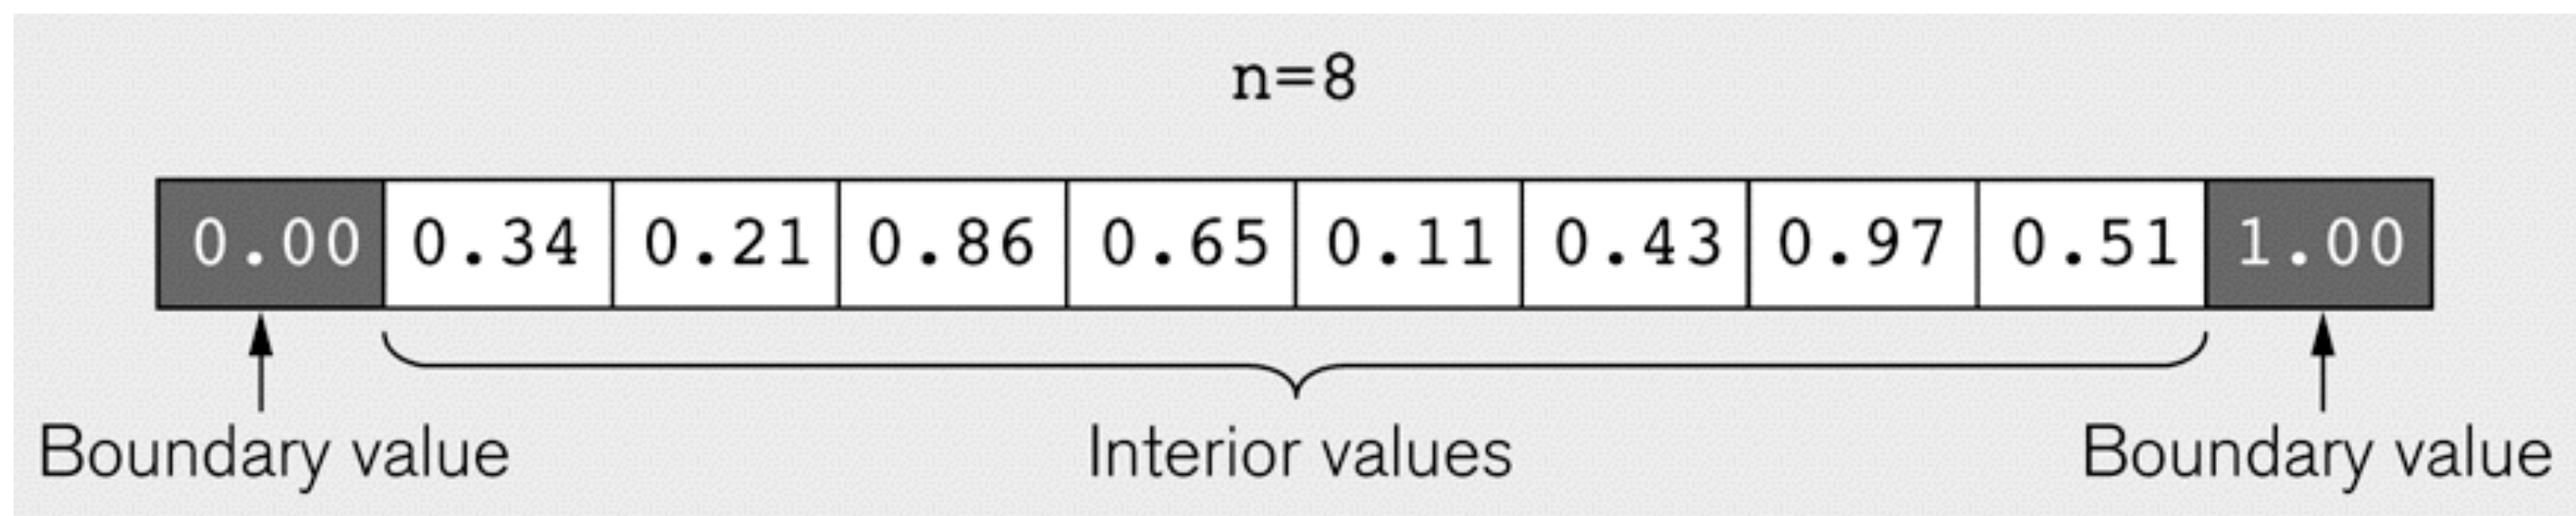 n=8
0.00 0.34 0.21 0.86 0.65 0.11 0.43 0.97 0.51 1.00
Boundary value Interior values Boundary value